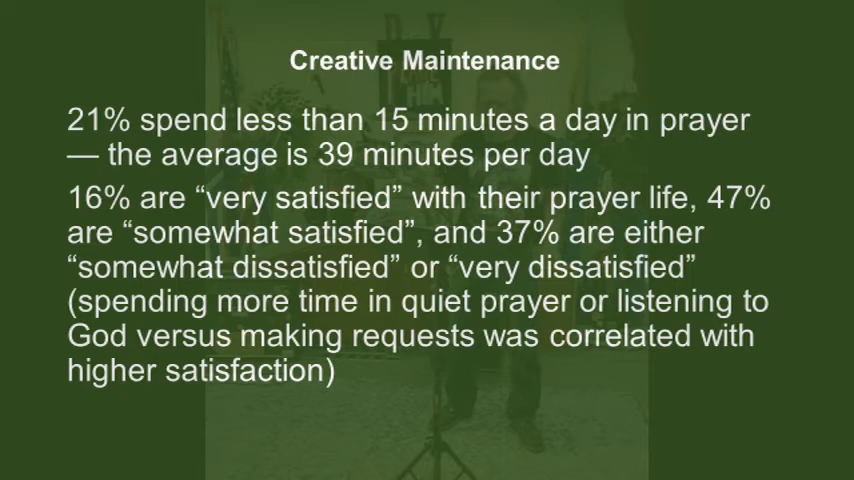 Creative Maintenance
21% spend less than 15 minutes a day in prayer
— the average is 39 minutes per day
16% are “very satisfied” with their prayer life, 47%
are “somewhat satisfied”, and 37% are either
“somewhat dissatisfied” or “very dissatisfied”
(spending more time in quiet prayer or listening to
God versus making requests was correlated with
higher satisfaction)